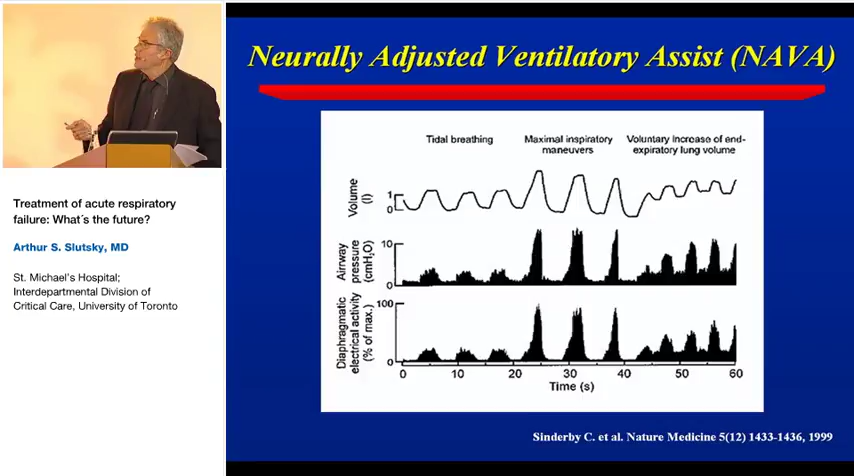 Neurally Adjusted Ventilatory Assist (NAVA)
Tidal breathing
Maximal inspiratory
maneuvers
Voluntary increase of end-
expiratory lung volume
Volume
(l)
1
0
Airway
pressure
(cmH₂O)
10
0
Diaphragmatic
electrical activity
(% of max.)
100
0
0 10 20 30 40 50 60
Time (s)
Sinderby C. et al. Nature Medicine 5(12) 1433-1436, 1999
Treatment of acute respiratory
failure: What´s the future?
Arthur S. Slutsky, MD
St. Michael's Hospital;
Interdepartmental Division of
Critical Care, University of Toronto